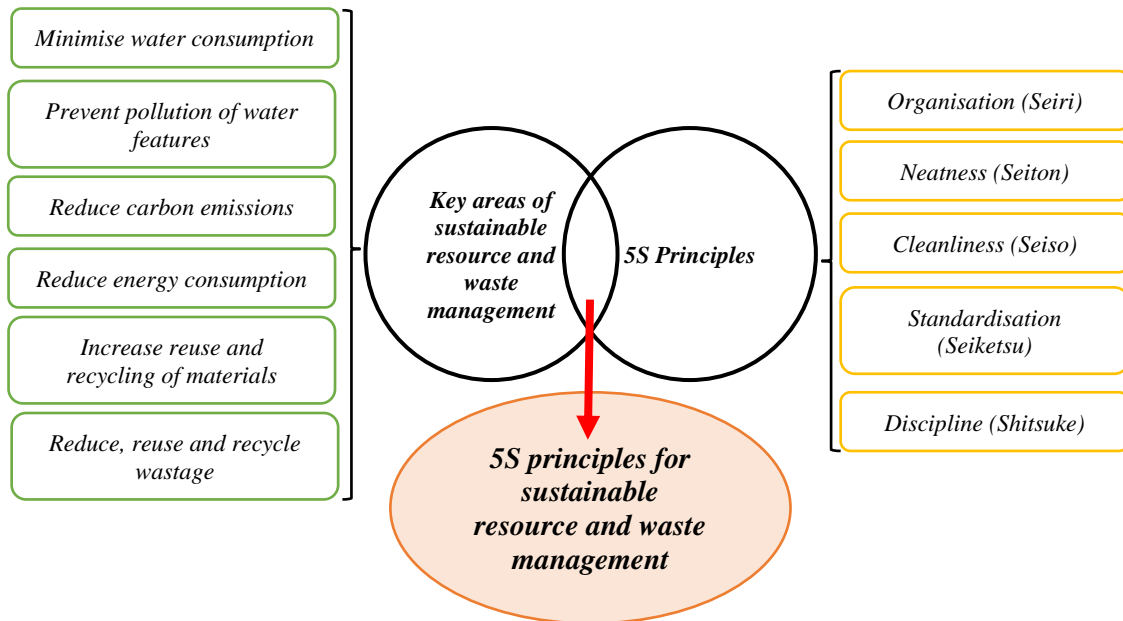 Minimise water consumption
Prevent pollution of water
features
Reduce carbon emissions
Reduce energy consumption
Increase reuse and
recycling of materials
Reduce, reuse and recycle
wastage
Key areas of
sustainable
resource and
waste
management
5S Principles
Organisation (Seiri)
Neatness (Seiton)
Cleanliness (Seiso)
Standardisation
(Seiketsu)
Discipline (Shitsuke)
5S principles for
sustainable
resource and waste
management